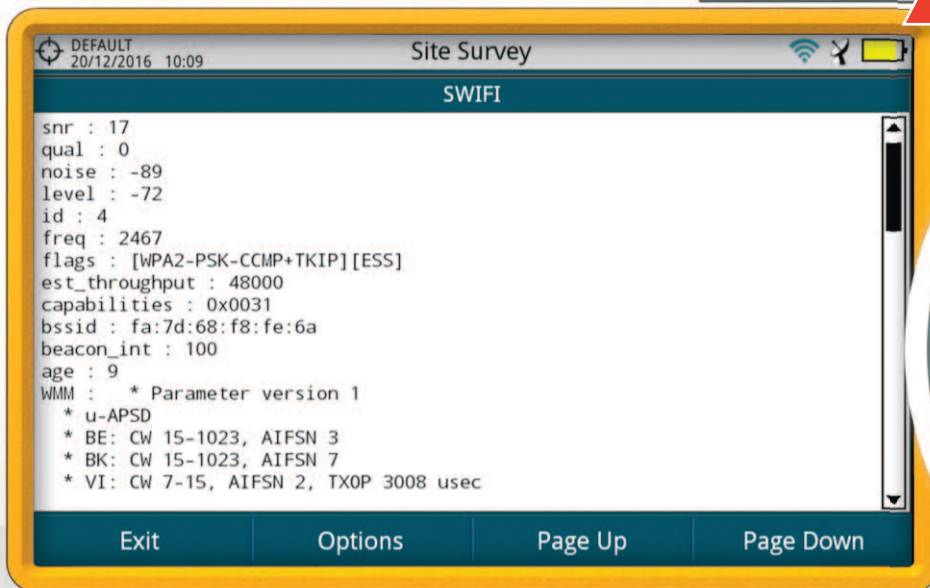 DEFAULT
20/12/2016 10:09
Site Survey
SWIFI
snr : 17
qual : 0
noise : -89
level : -72
id : 4
freq : 2467
flags : [WPA2-PSK-CCMP+TKIP][ESS]
est_throughput : 48000
capabilities : 0x0031
bssid : fa:7d:68:f8:fe:6a
beacon_int : 100
age : 9
WMM :   * Parameter version 1
* u-APSD
* BE: CW 15-1023, AIFSN 3
* BK: CW 15-1023, AIFSN 7
* VI: CW 7-15, AIFSN 2, TXOP 3008 usec
Exit
Options
Page Up
Page Down